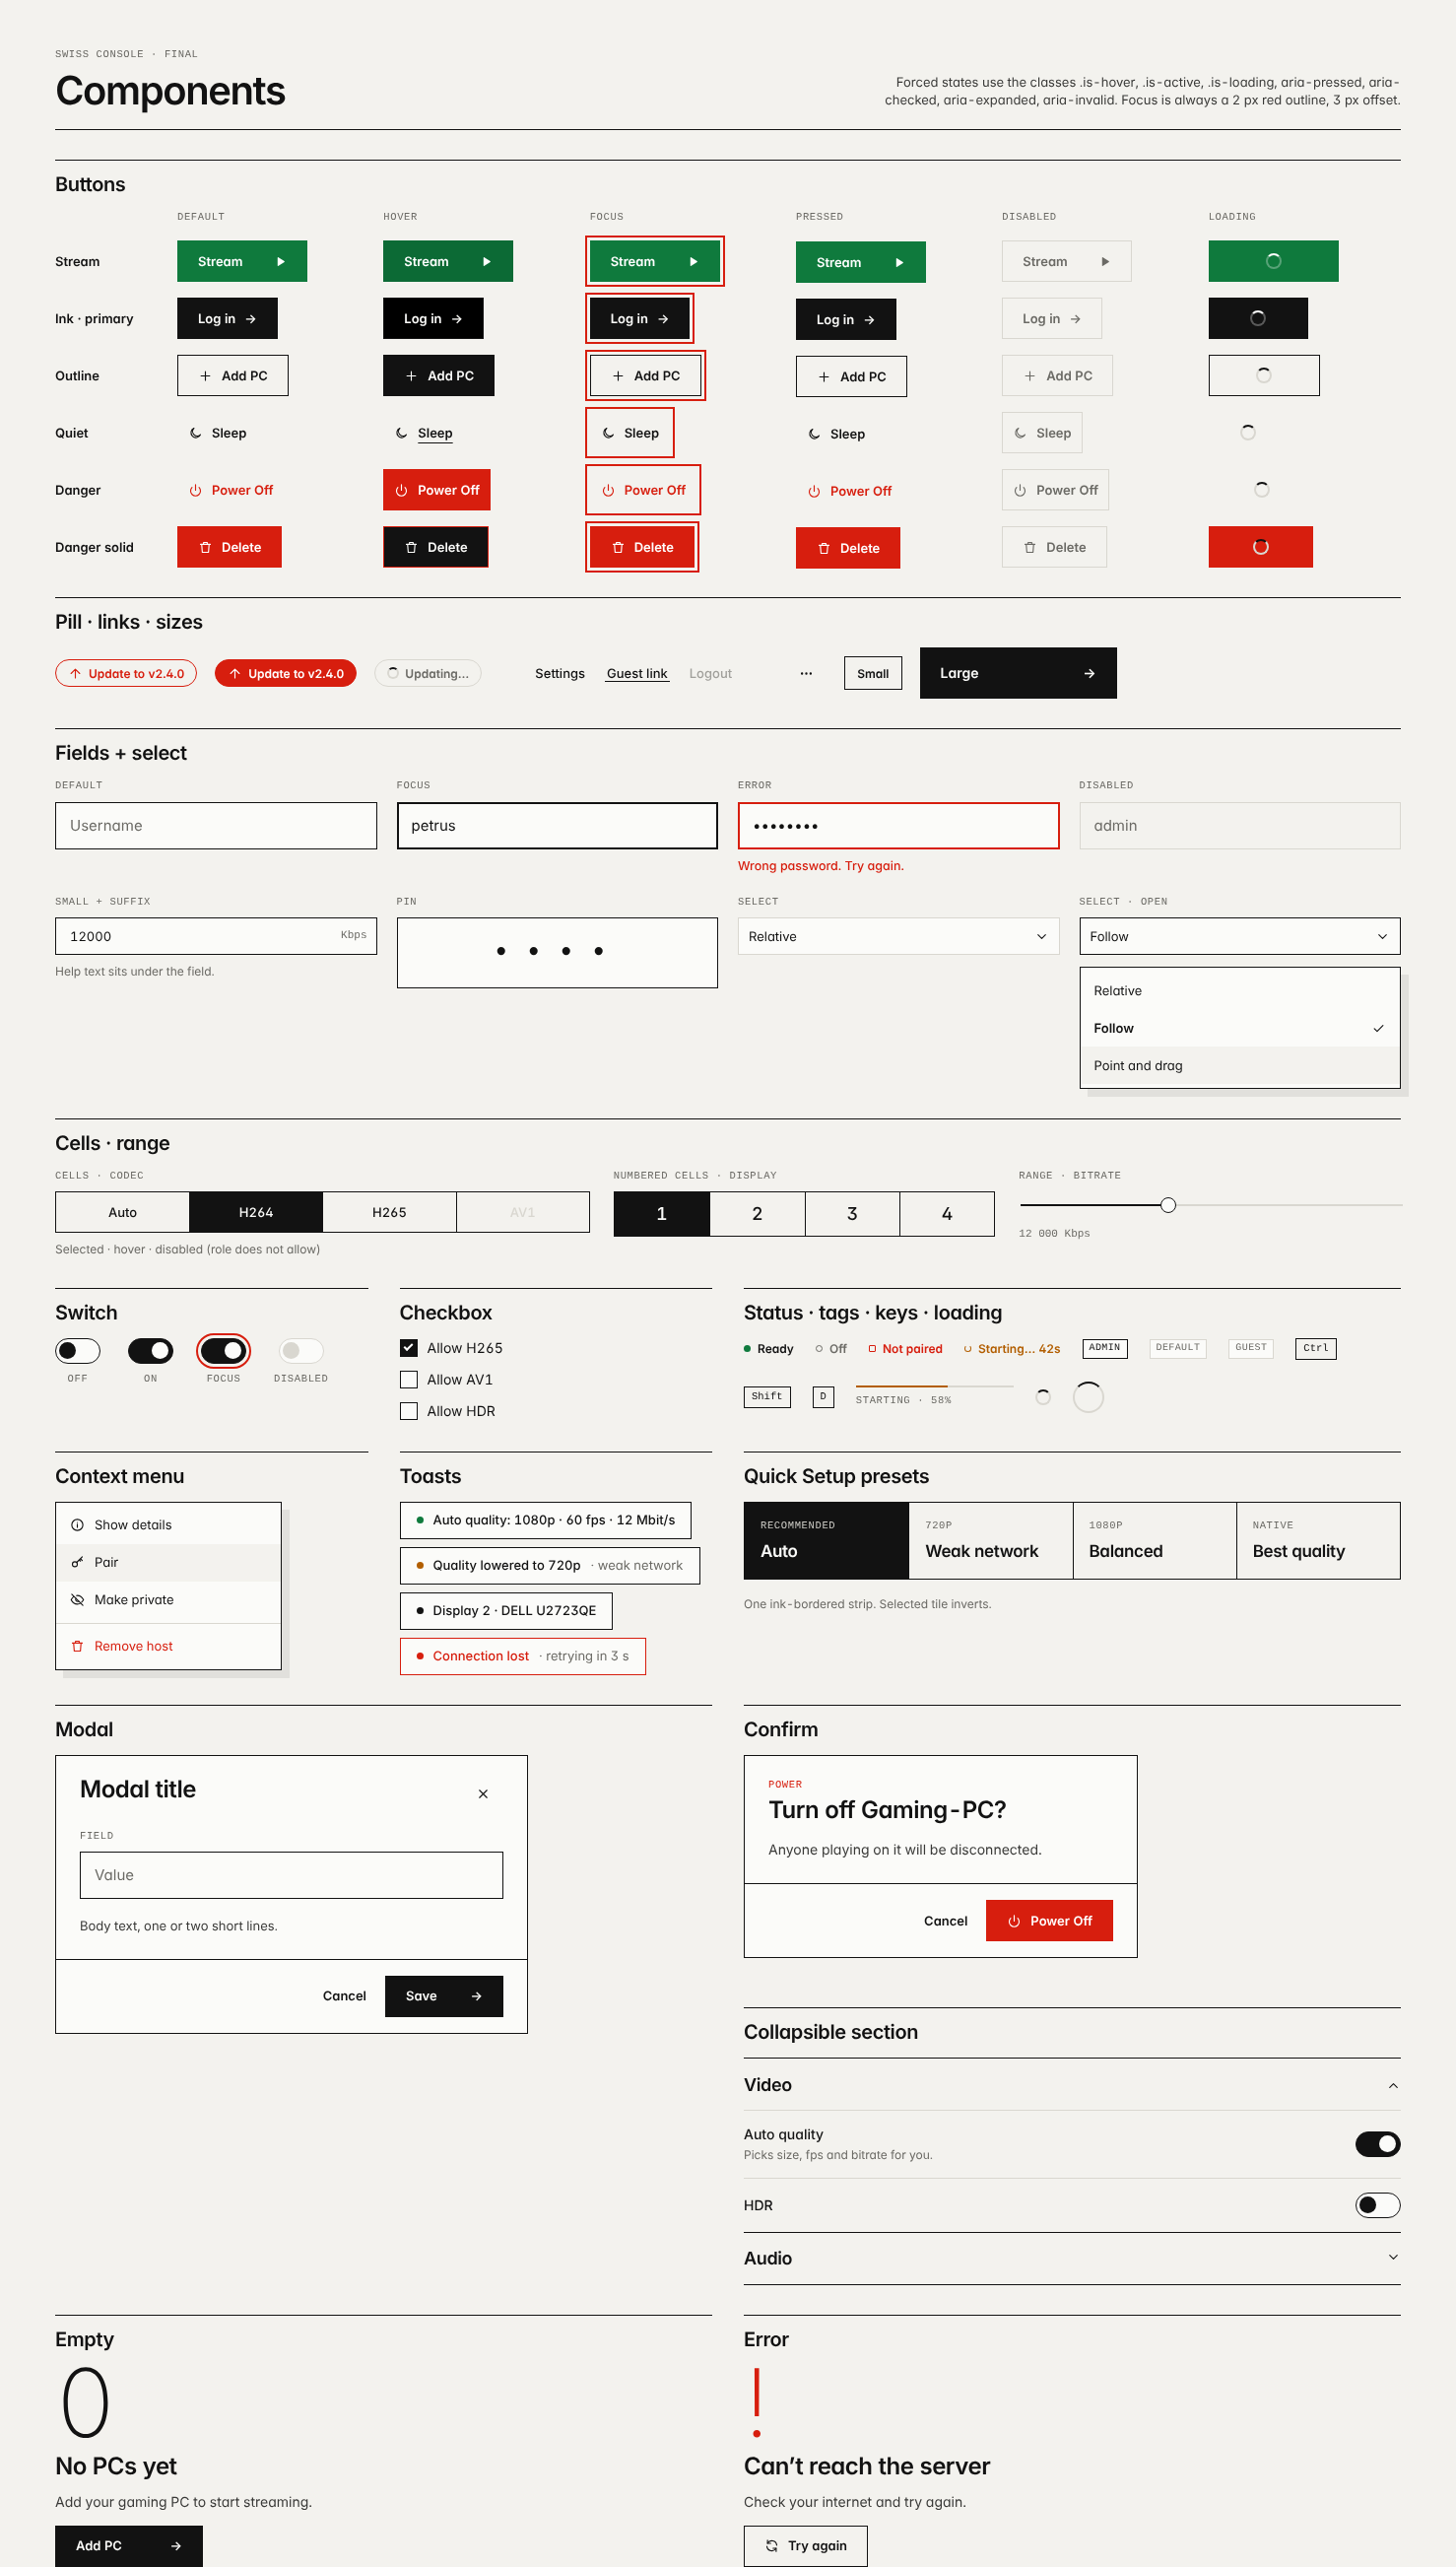 SWISS CONSOLE · FINAL
Components
Forced states use the classes .is-hover, .is-active, .is-loading, aria-pressed, aria-
checked, aria-expanded, aria-invalid. Focus is always a 2 px red outline, 3 px offset.
Buttons
DEFAULT HOVER FOCUS PRESSED DISABLED LOADING
Stream Stream Stream Stream Stream Stream
Ink · primary Log in Log in Log in Log in Log in
Outline Add PC Add PC Add PC Add PC Add PC
Quiet Sleep Sleep Sleep Sleep Sleep
Danger Power Off Power Off Power Off Power Off Power Off
Danger solid Delete Delete Delete Delete Delete
Pill · links · sizes
Update to v2.4.0 Update to v2.4.0 Updating... Settings Guest link Logout ··· Small Large
Fields + select
DEFAULT FOCUS ERROR DISABLED
Username petrus •••••••• admin
Wrong password. Try again.
SMALL + SUFFIX PIN SELECT SELECT · OPEN
12000 Kbps • • • • Relative Follow
Help text sits under the field.
Relative
Follow
Point and drag
Cells · range
CELLS · CODEC NUMBERED CELLS · DISPLAY RANGE · BITRATE
Auto H264 H265 AV1 1 2 3 4
12 000 Kbps
Selected · hover · disabled (role does not allow)
Switch Checkbox Status · tags · keys · loading
OFF ON FOCUS DISABLED
Allow H265
Allow AV1
Allow HDR
Ready Off Not paired Starting... 42s ADMIN DEFAULT GUEST Ctrl
Shift D STARTING · 58%
Context menu
Show details
Pair
Make private
Remove host
Toasts
Auto quality: 1080p · 60 fps · 12 Mbit/s
Quality lowered to 720p · weak network
Display 2 · DELL U2723QE
Connection lost · retrying in 3 s
Quick Setup presets
RECOMMENDED 720P 1080P NATIVE
Auto Weak network Balanced Best quality
One ink-bordered strip. Selected tile inverts.
Modal
Modal title ×
FIELD
Value
Body text, one or two short lines.
Cancel Save
Confirm
POWER
Turn off Gaming-PC?
Anyone playing on it will be disconnected.
Cancel Power Off
Collapsible section
Video
Auto quality
Picks size, fps and bitrate for you.
HDR
Audio
Empty
0
No PCs yet
Add your gaming PC to start streaming.
Add PC
Error
!
Can’t reach the server
Check your internet and try again.
Try again